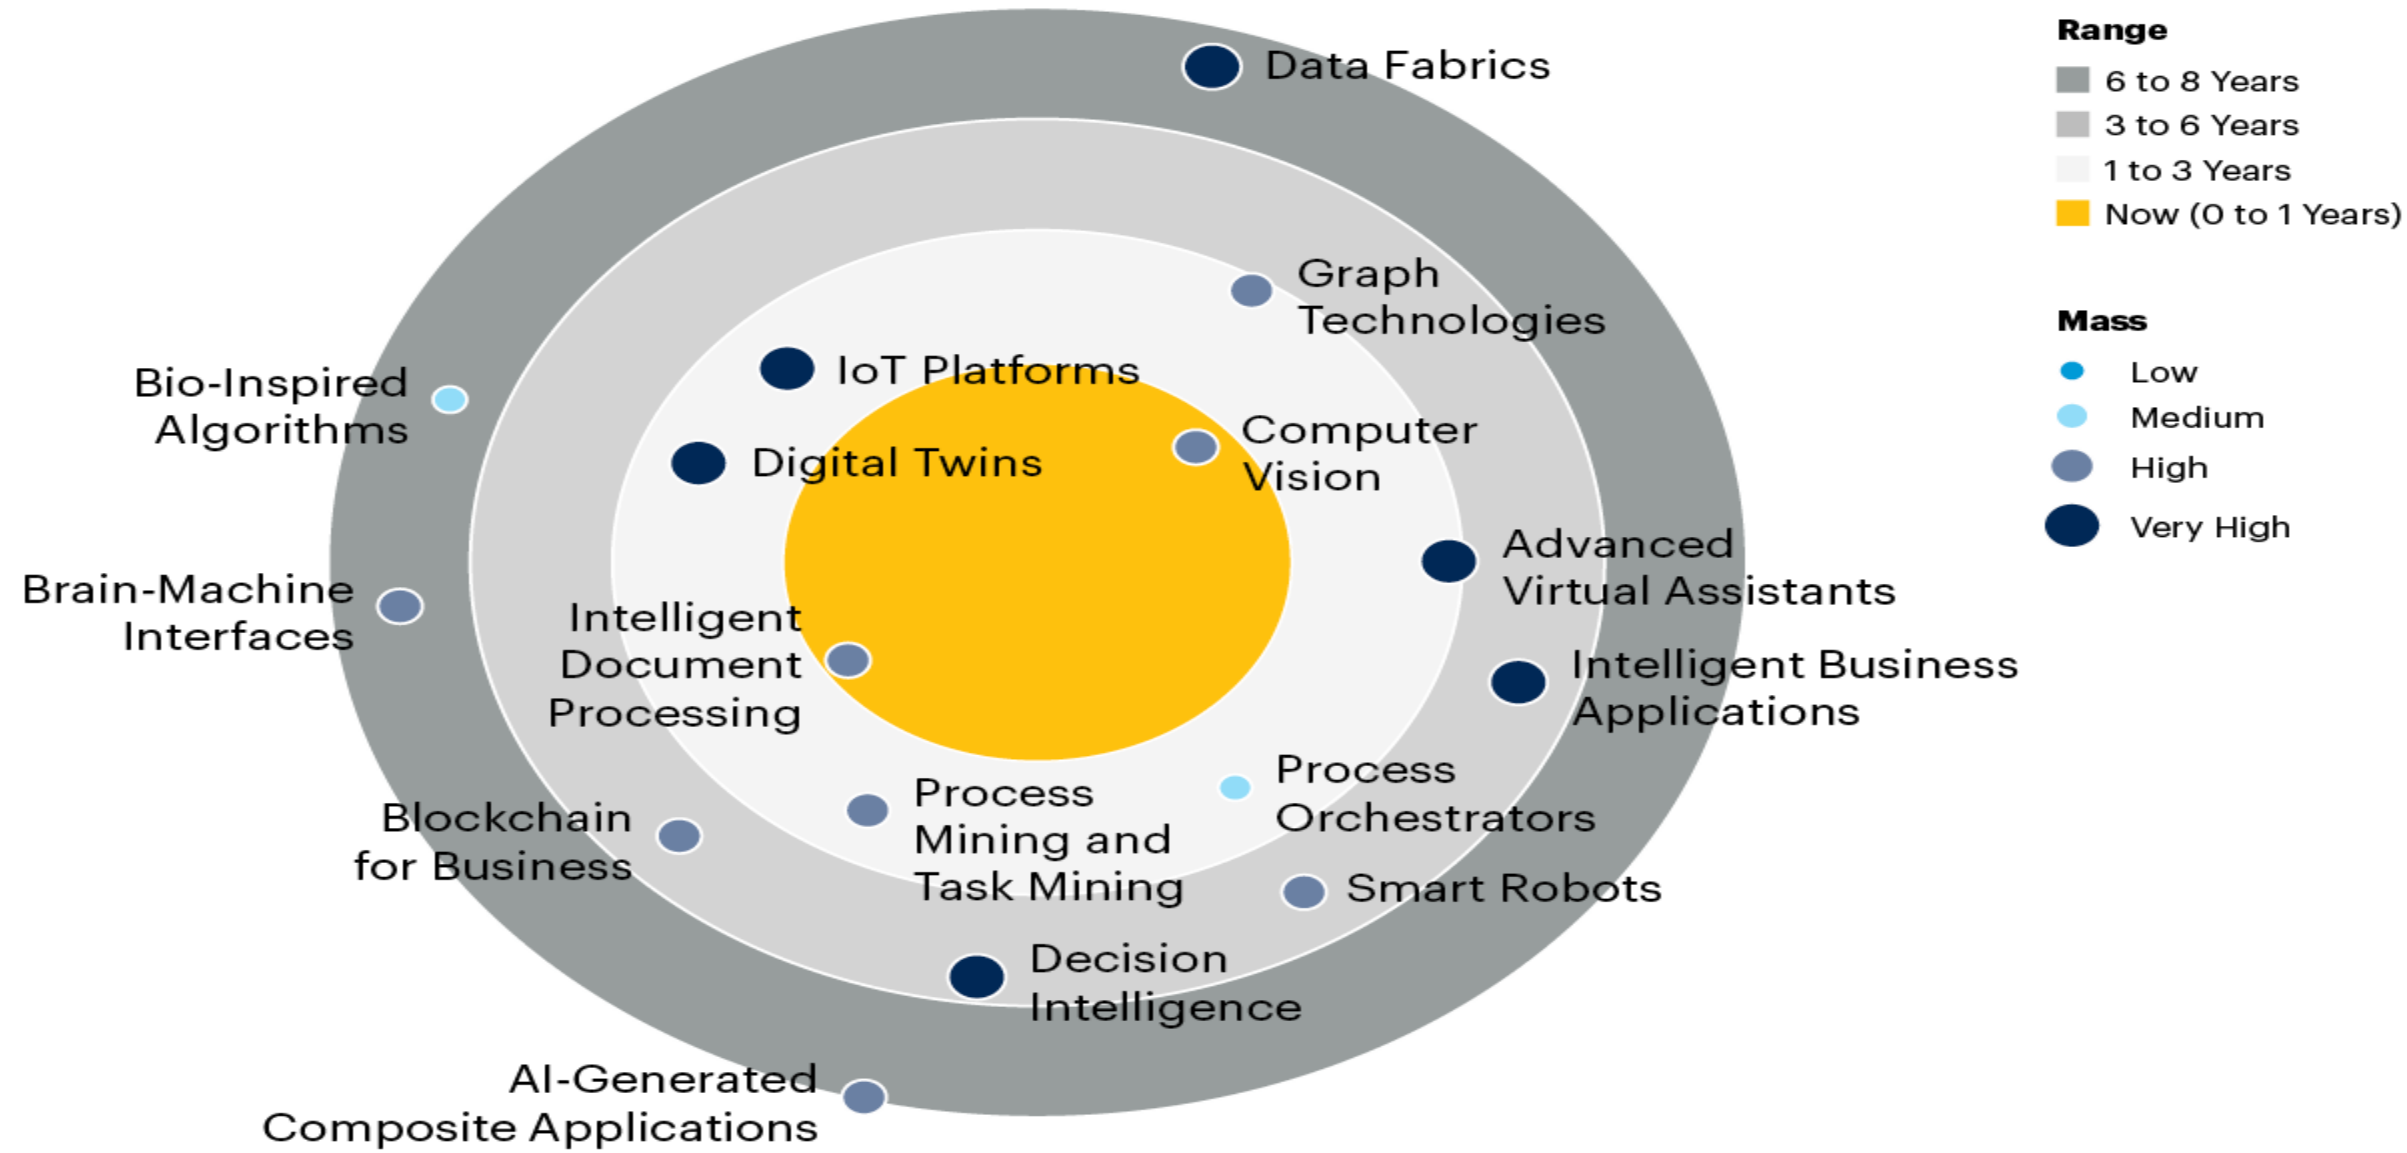 Data Fabrics
Graph
Technologies
IoT Platforms
Bio-Inspired
Algorithms
Computer
Vision
Digital Twins
Advanced
Virtual Assistants
Brain-Machine
Interfaces
Intelligent
Document
Processing
Intelligent Business
Applications
Process
Orchestrators
Process
Mining and
Task Mining
Blockchain
for Business
Smart Robots
Decision
Intelligence
AI-Generated
Composite Applications
Range
6 to 8 Years
3 to 6 Years
1 to 3 Years
Now (0 to 1 Years)
Mass
Low
Medium
High
Very High